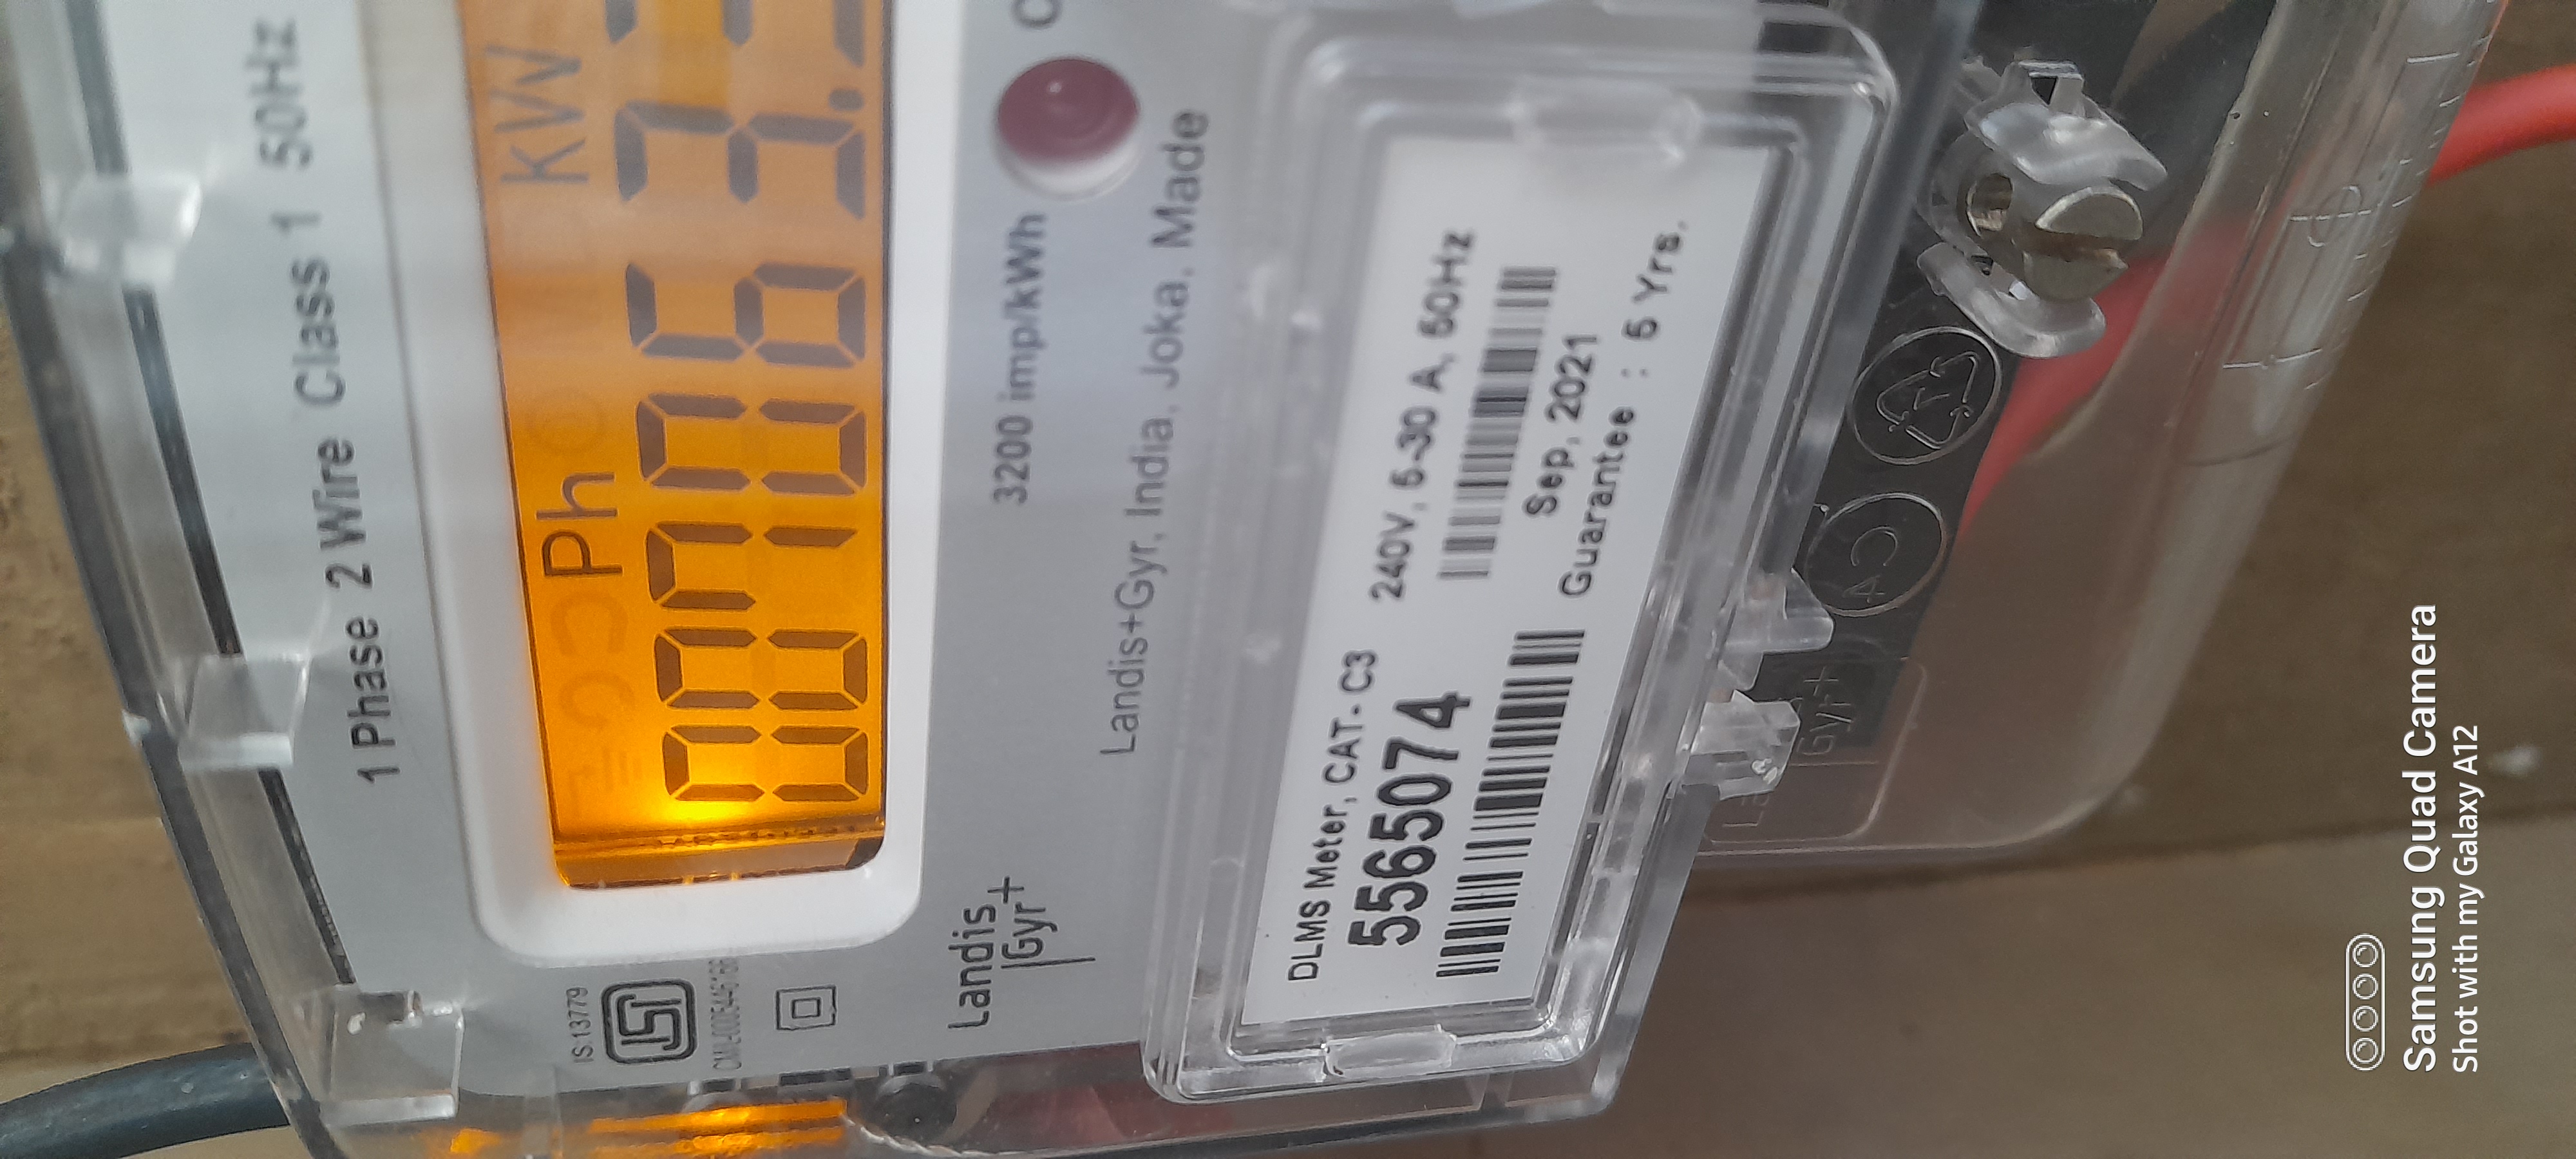 1 Phase 2 Wire Class 1 50Hz
Ph kW
IS 13779
3200 imp/kWh
Landis
Gyr+
Landis+Gyr, India, Joka. Made
DLMS Meter, CAT- C3 240V, 5-30 A, 50Hz
5565074
Sep, 2021
Guarantee : 5 Yrs.
Gyr+
Samsung Quad Camera
Shot with my Galaxy A12